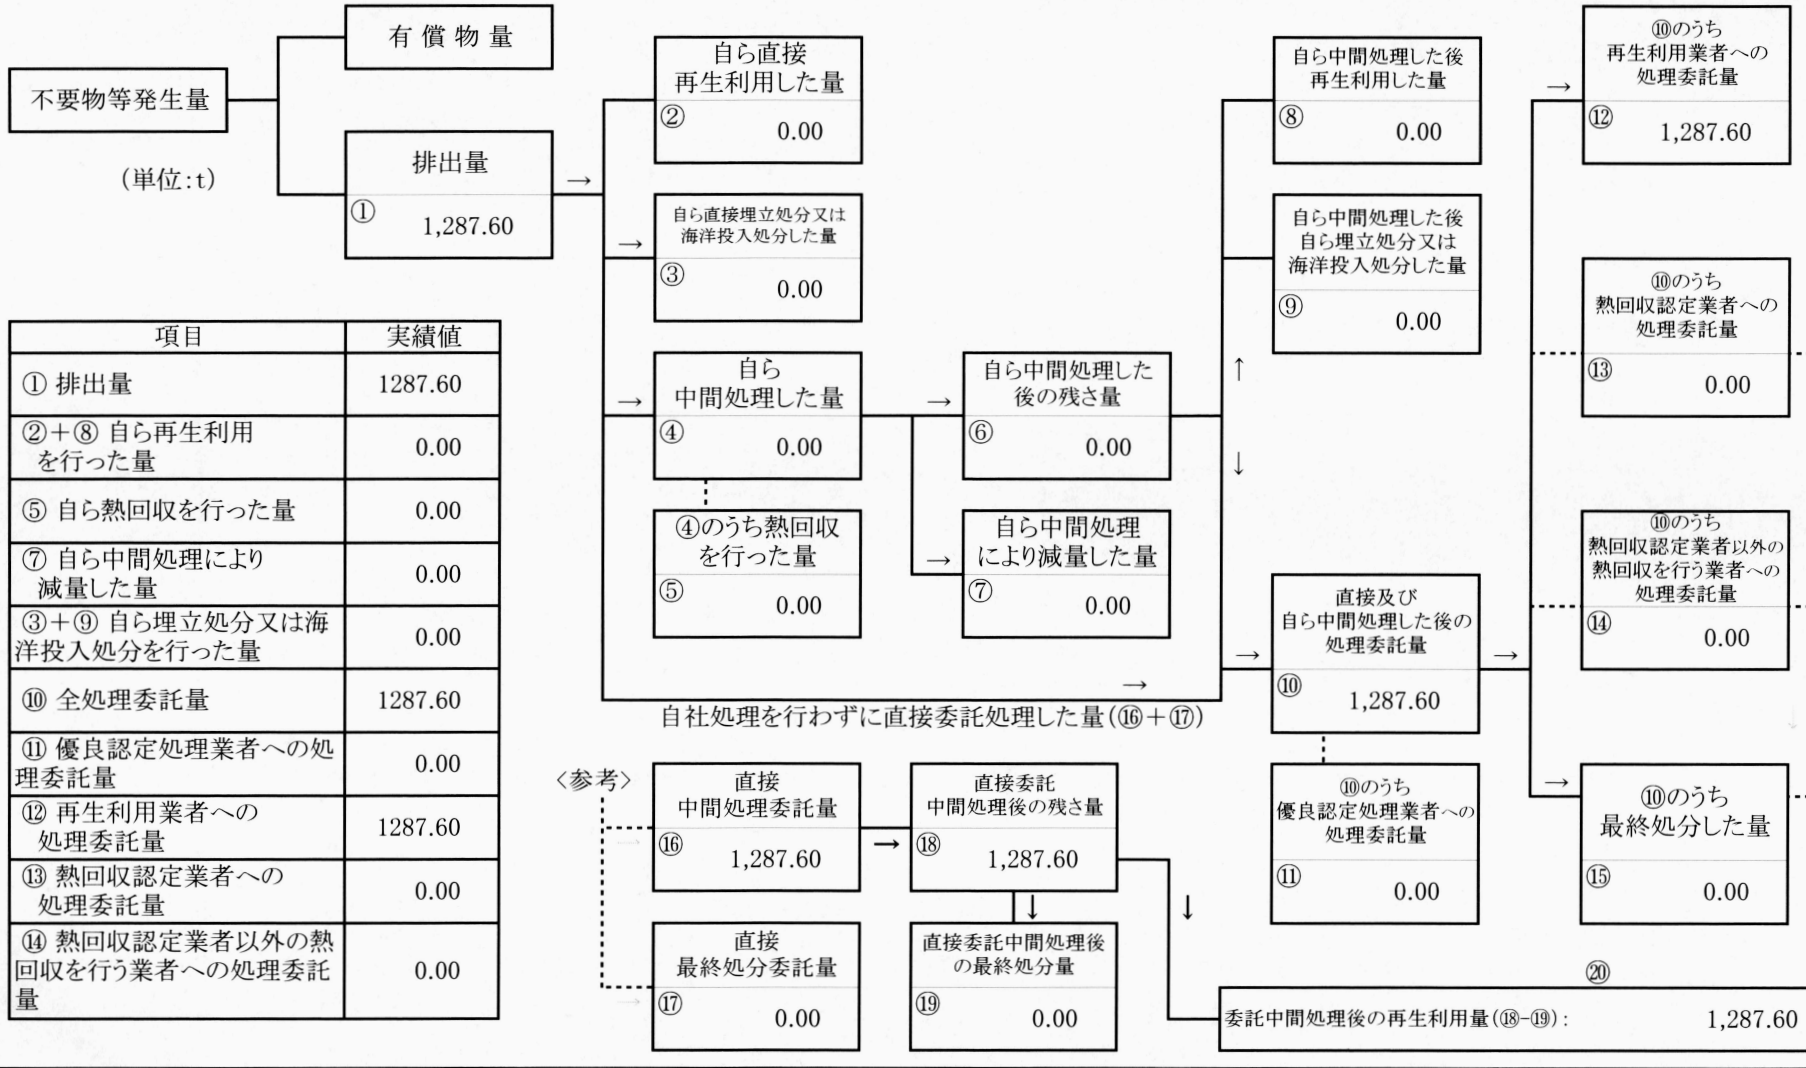 不要物等発生量
(単位:t)
有償物量
排出量
①
1,287.60
→
自ら直接
再生利用した量
②
0.00
→
自ら直接埋立処分又は
海洋投入処分した量
③
0.00
→
自ら
中間処理した量
④
0.00
④のうち熱回収
を行った量
⑤
0.00
→
自ら中間処理した
後の残さ量
⑥
0.00
→
自ら中間処理
により減量した量
⑦
0.00
↑
↓
自ら中間処理した後
再生利用した量
⑧
0.00
自ら中間処理した後
自ら埋立処分又は
海洋投入処分した量
⑨
0.00
→
自社処理を行わずに直接委託処理した量(⑯+⑰)
→
直接及び
自ら中間処理した後の
処理委託量
⑩
1,287.60
→
⑩のうち
優良認定処理業者への
処理委託量
⑪
0.00
→
⑩のうち
再生利用業者への
処理委託量
⑫
1,287.60
⑩のうち
熱回収認定業者への
処理委託量
⑬
0.00
⑩のうち
熱回収認定業者以外の
熱回収を行う業者への
処理委託量
⑭
0.00
→
⑩のうち
最終処分した量
⑮
0.00
<参考>
→
直接
中間処理委託量
⑯
1,287.60
→
直接
最終処分委託量
⑰
0.00
→
直接委託
中間処理後の残さ量
⑱
1,287.60
↓
直接委託中間処理後
の最終処分量
⑲
0.00
↓
⑳
委託中間処理後の再生利用量(⑱-⑲): 1,287.60
項目 実績値
① 排出量 1287.60
②+⑧ 自ら再生利用
を行った量 0.00
⑤ 自ら熱回収を行った量 0.00
⑦ 自ら中間処理により
減量した量 0.00
③+⑨ 自ら埋立処分又は海
洋投入処分を行った量 0.00
⑩ 全処理委託量 1287.60
⑪ 優良認定処理業者への処
理委託量 0.00
⑫ 再生利用業者への
処理委託量 1287.60
⑬ 熱回収認定業者への
処理委託量 0.00
⑭ 熱回収認定業者以外の熱
回収を行う業者への処理委託
量 0.00